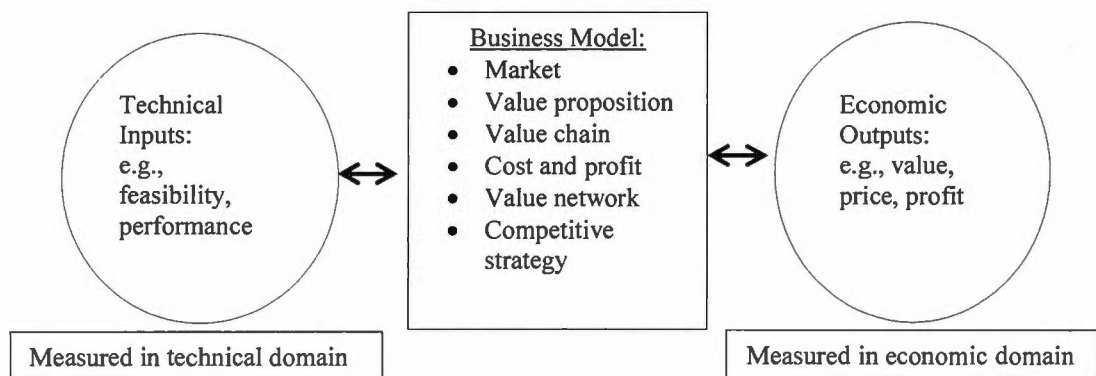 Technical
Inputs:
e.g.,
feasibility,
performance
Measured in technical domain
Business Model:
• Market
• Value proposition
• Value chain
• Cost and profit
• Value network
• Competitive
strategy
Economic
Outputs:
e.g., value,
price, profit
Measured in economic domain